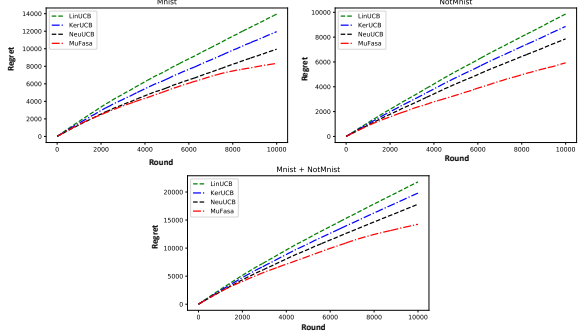 Mnist
14000
12000
10000
8000
6000
4000
2000
0
Regret
LinUCB
KerUCB
NeuUCB
MuFasa
0 2000 4000 6000 8000 10000
Round
NotMnist
10000
8000
6000
4000
2000
0
Regret
LinUCB
KerUCB
NeuUCB
MuFasa
0 2000 4000 6000 8000 10000
Round
Mnist + NotMnist
20000
15000
10000
5000
0
Regret
LinUCB
KerUCB
NeuUCB
MuFasa
0 2000 4000 6000 8000 10000
Round